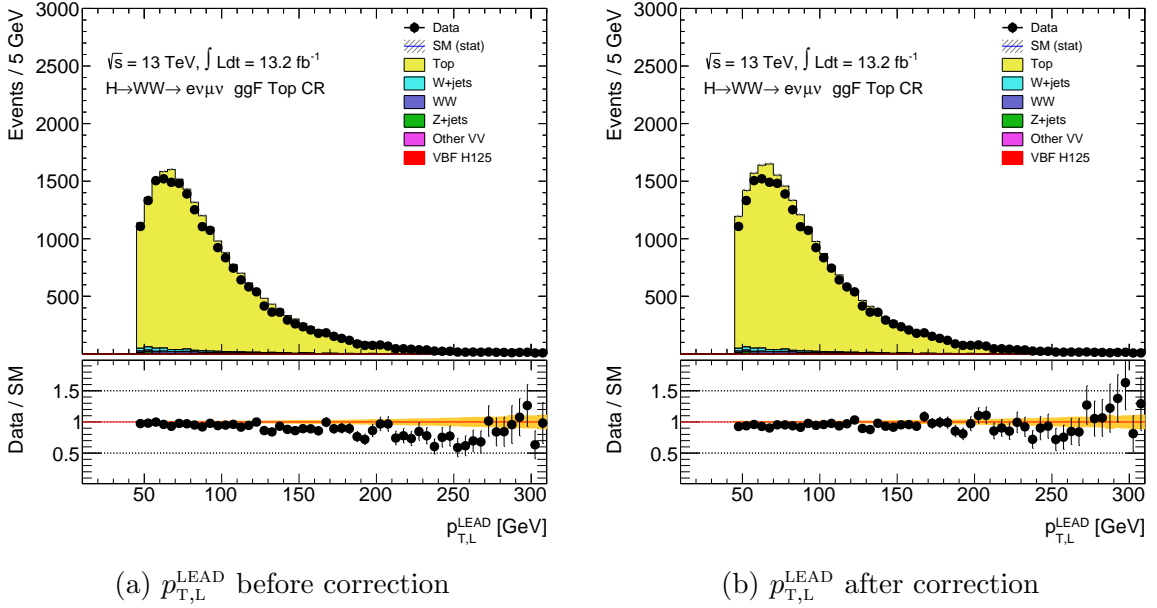 Events / 5 GeV
3000
2500
2000
1500
1000
500
√s = 13 TeV, ∫ Ldt = 13.2 fb⁻¹
H→WW→ eνμν ggF Top CR
Data
SM (stat)
Top
W+jets
WW
Z+jets
Other VV
VBF H125
Data / SM
1.5
1
0.5
50 100 150 200 250 300
p_{T,L}^{LEAD} [GeV]
(a) p_{T,L}^{LEAD} before correction
Events / 5 GeV
3000
2500
2000
1500
1000
500
√s = 13 TeV, ∫ Ldt = 13.2 fb⁻¹
H→WW→ eνμν ggF Top CR
Data
SM (stat)
Top
W+jets
WW
Z+jets
Other VV
VBF H125
Data / SM
1.5
1
0.5
50 100 150 200 250 300
p_{T,L}^{LEAD} [GeV]
(b) p_{T,L}^{LEAD} after correction